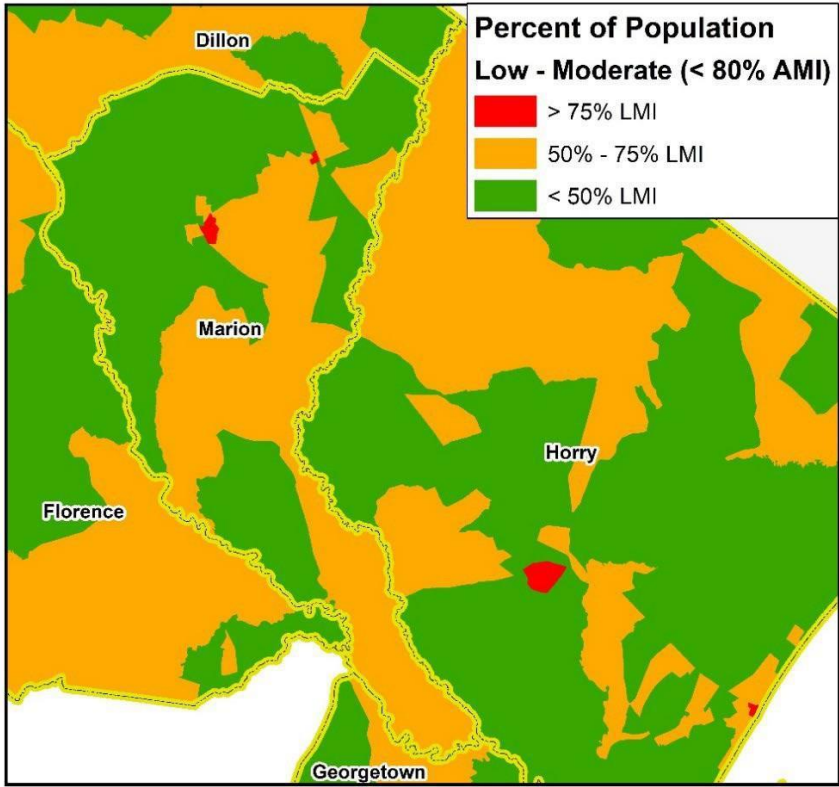 Percent of Population
Low - Moderate (< 80% AMI)
> 75% LMI
50% - 75% LMI
< 50% LMI
Dillon
Marion
Horry
Florence
Georgetown